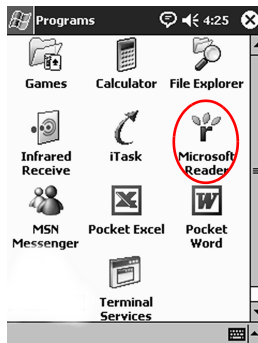 Programs 4:25
Games Calculator File Explorer
Infrared Receive iTask Microsoft Reader
MSN Messenger Pocket Excel Pocket Word
Terminal Services